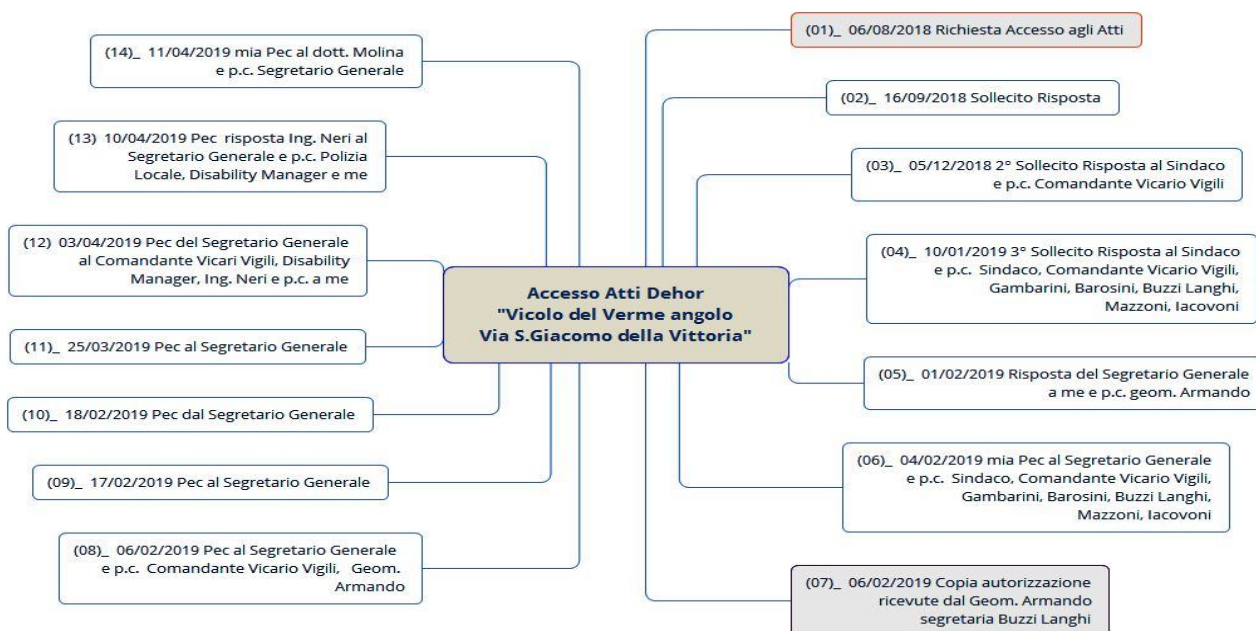 (01)_ 06/08/2018 Richiesta Accesso agli Atti
(02)_ 16/09/2018 Sollecito Risposta
(03)_ 05/12/2018 2° Sollecito Risposta al Sindaco
e p.c. Comandante Vicario Vigili
(04)_ 10/01/2019 3° Sollecito Risposta al Sindaco
e p.c. Sindaco, Comandante Vicario Vigili,
Gambarini, Barosini, Buzzi Langhi,
Mazzoni, Iacovoni
(05)_ 01/02/2019 Risposta del Segretario Generale
a me e p.c. geom. Armando
(06)_ 04/02/2019 mia Pec al Segretario Generale
e p.c. Sindaco, Comandante Vicario Vigili,
Gambarini, Barosini, Buzzi Langhi,
Mazzoni, Iacovoni
(07)_ 06/02/2019 Copia autorizzazione
ricevute dal Geom. Armando
segretaria Buzzi Langhi
Accesso Atti Dehor
"Vicolo del Verme angolo
Via S.Giacomo della Vittoria"
(14)_ 11/04/2019 mia Pec al dott. Molina
e p.c. Segretario Generale
(13) 10/04/2019 Pec risposta Ing. Neri al
Segretario Generale e p.c. Polizia
Locale, Disability Manager e me
(12) 03/04/2019 Pec del Segretario Generale
al Comandante Vicari Vigili, Disability
Manager, Ing. Neri e p.c. a me
(11)_ 25/03/2019 Pec al Segretario Generale
(10)_ 18/02/2019 Pec dal Segretario Generale
(09)_ 17/02/2019 Pec al Segretario Generale
(08)_ 06/02/2019 Pec al Segretario Generale
e p.c. Comandante Vicario Vigili, Geom.
Armando